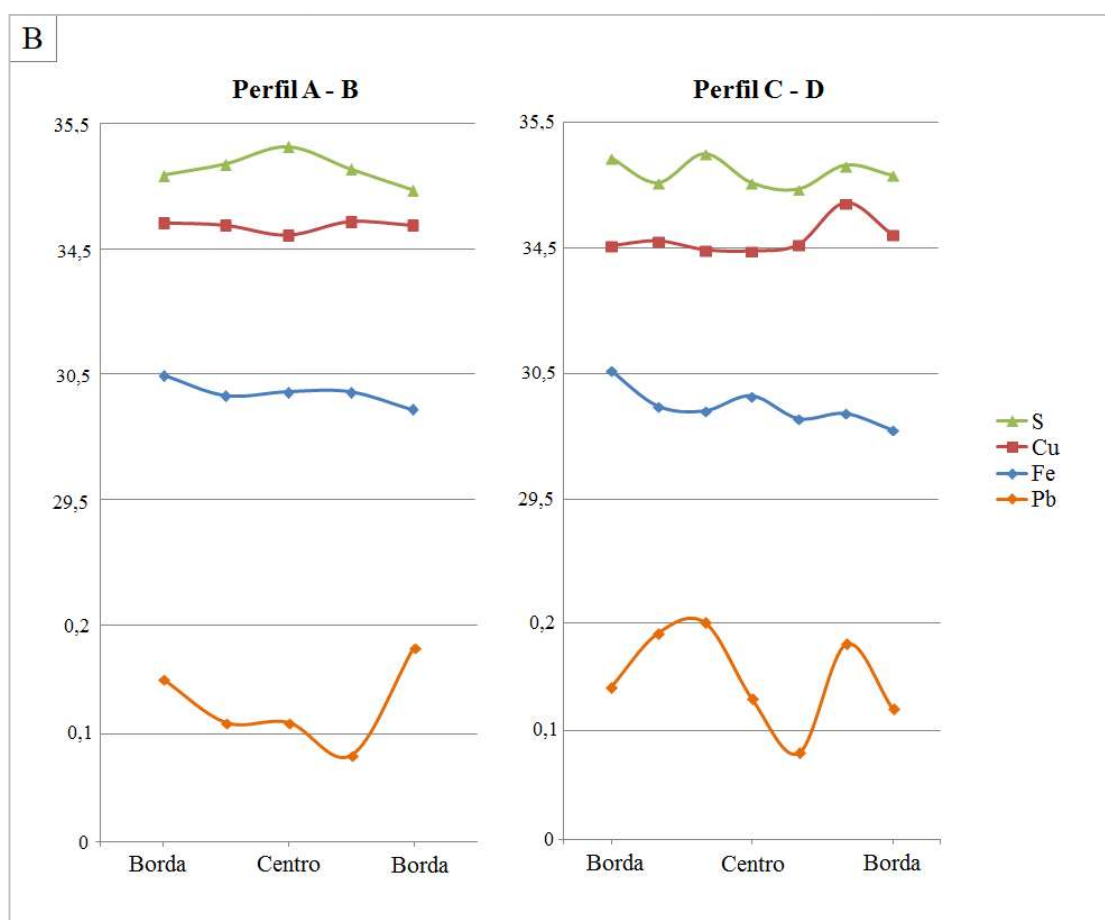 B
Perfil A - B
35,5
34,5
30,5
29,5
0,2
0,1
0
Borda Centro Borda
Perfil C - D
35,5
34,5
30,5
29,5
0,2
0,1
0
Borda Centro Borda
S
Cu
Fe
Pb